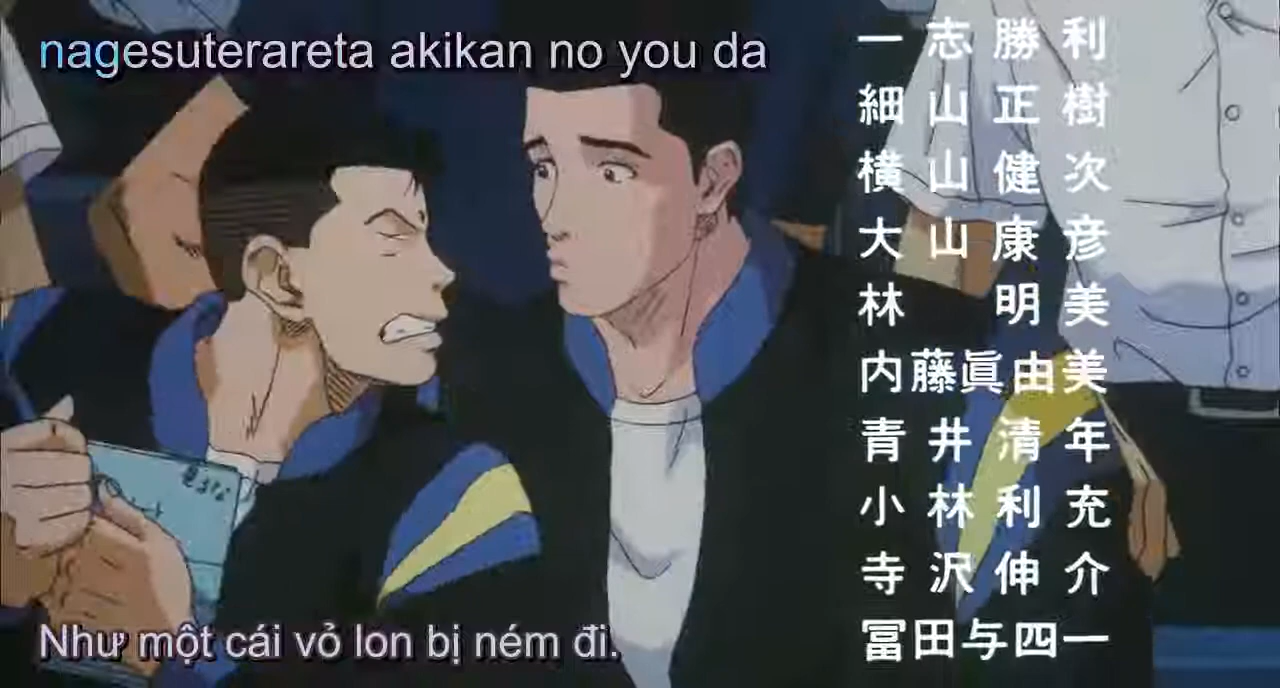 nagesuterareta akikan no you da
一志勝利
細山正樹
横山健次
大山康彦
林 明美
内藤眞由美
青井清年
小林利充
寺沢伸介
冨田与四一
Như một cái vỏ lon bị ném đi.